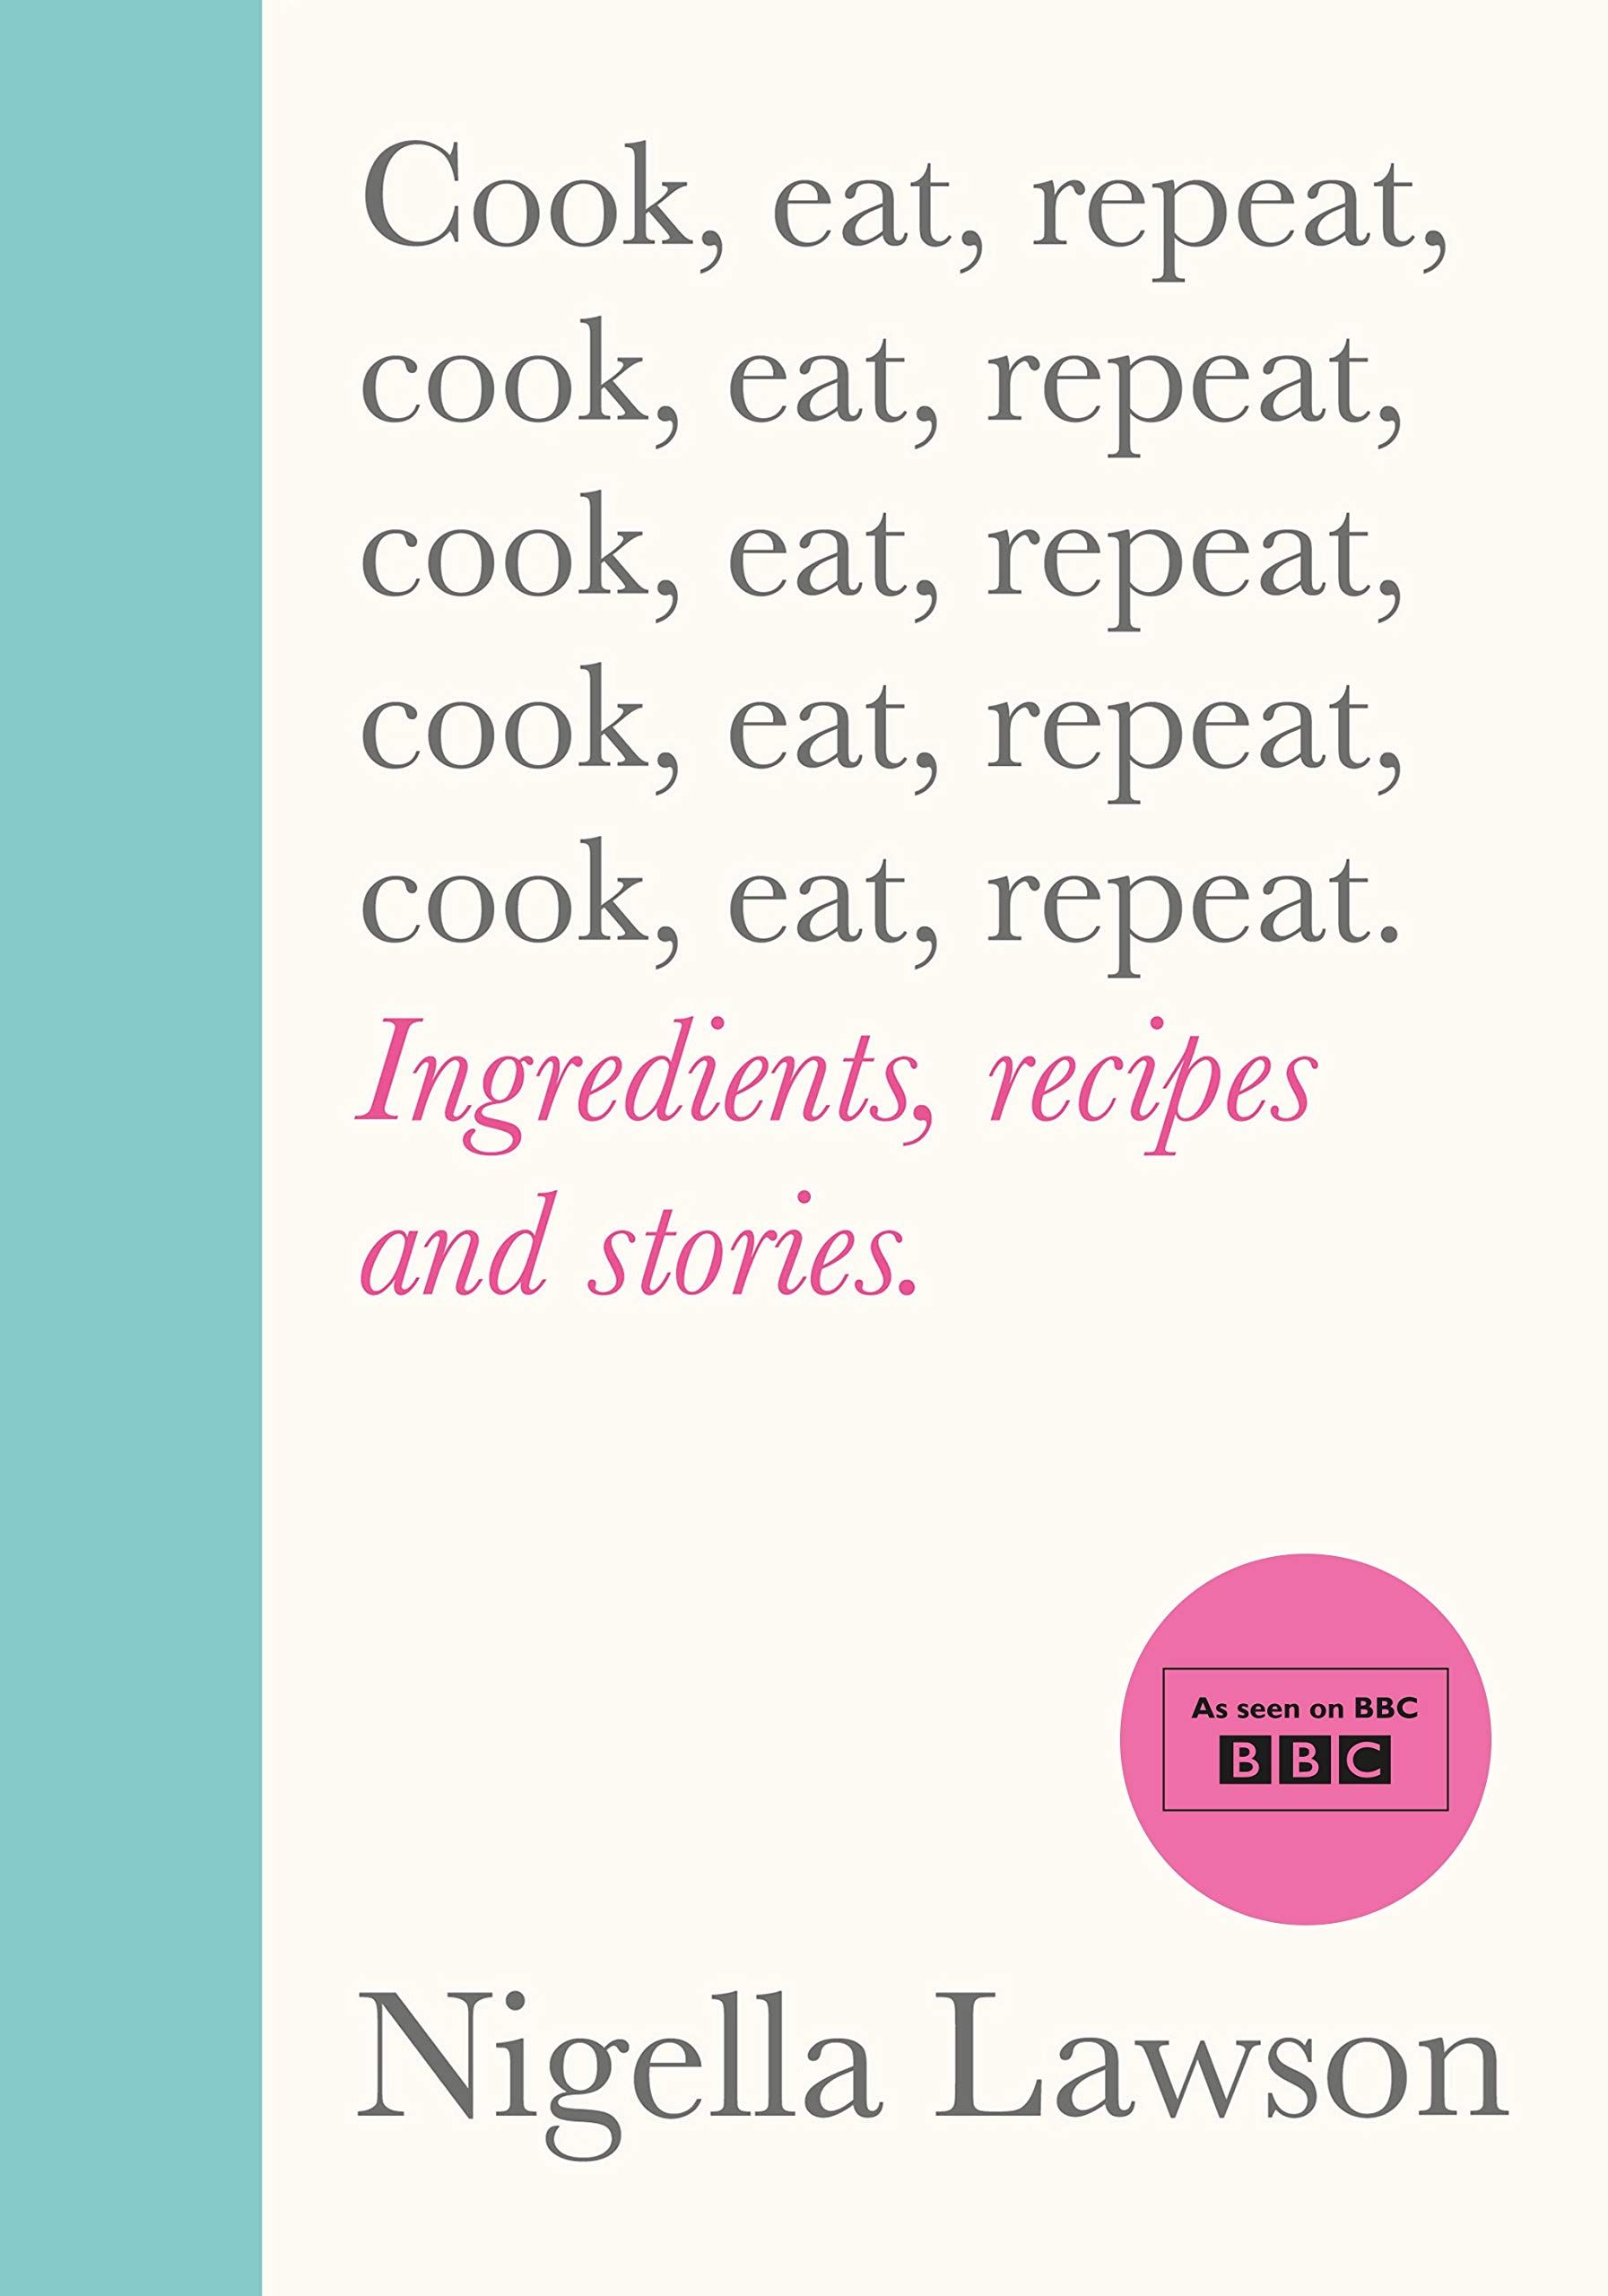 Cook, eat, repeat,
cook, eat, repeat,
cook, eat, repeat,
cook, eat, repeat,
cook, eat, repeat.
Ingredients, recipes
and stories.
As seen on BBC
BBC
Nigella Lawson